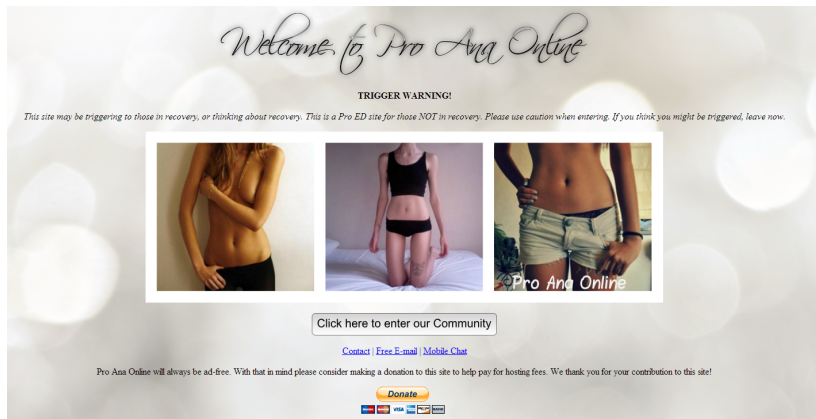 Welcome to Pro Ana Online
TRIGGER WARNING!
This site may be triggering to those in recovery, or thinking about recovery. This is a Pro ED site for those NOT in recovery. Please use caution when entering. If you think you might be triggered, leave now.
Pro Ana Online
Click here to enter our Community
Contact | Free E-mail | Mobile Chat
Pro Ana Online will always be ad-free. With that in mind please consider making a donation to this site to help pay for hosting fees. We thank you for your contribution to this site!
Donate
VISA